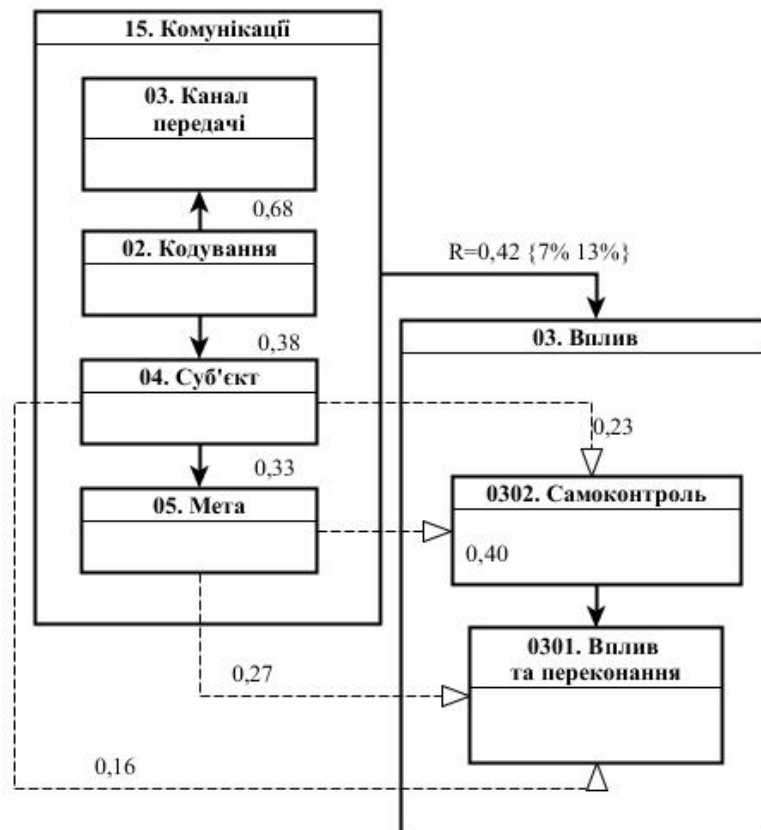 15. Комунікації
03. Канал
передачі
0,68
02. Кодування
R=0,42 {7% 13%}
0,38
03. Вплив
04. Суб'єкт
0,23
0,33
0302. Самоконтроль
05. Мета
0,40
0301. Вплив
та переконання
0,27
0,16